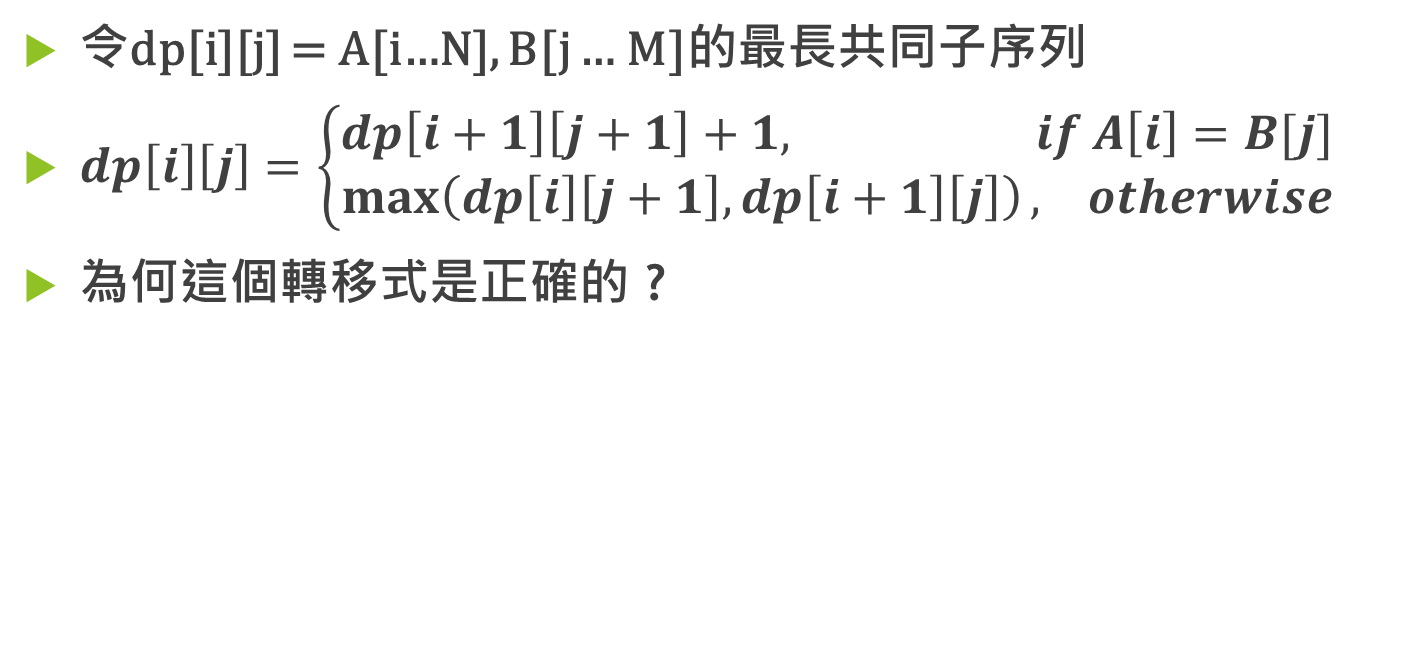 令dp[i][j] = A[i…N], B[j … M]的最長共同子序列
dp[i][j] = { dp[i + 1][j + 1] + 1, if A[i] = B[j]
max(dp[i][j + 1], dp[i + 1][j]) , otherwise
為何這個轉移式是正確的？